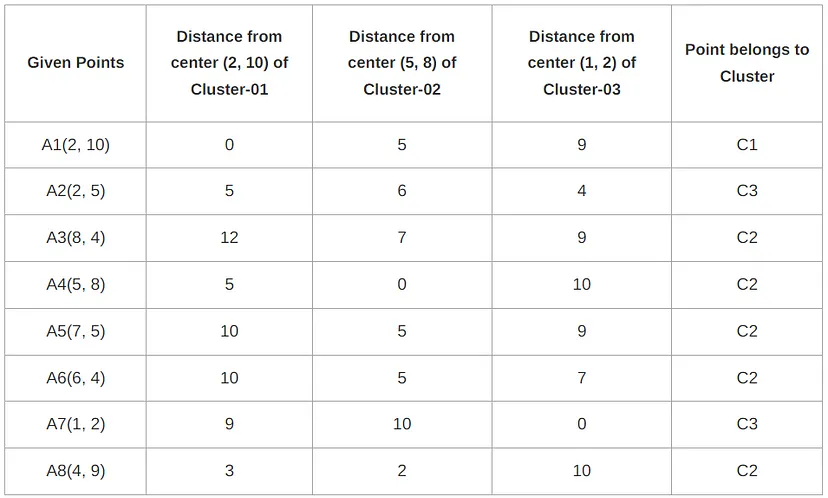 Given Points
Distance from
center (2, 10) of
Cluster-01
Distance from
center (5, 8) of
Cluster-02
Distance from
center (1, 2) of
Cluster-03
Point belongs to
Cluster
A1(2, 10) 0 5 9 C1
A2(2, 5) 5 6 4 C3
A3(8, 4) 12 7 9 C2
A4(5, 8) 5 0 10 C2
A5(7, 5) 10 5 9 C2
A6(6, 4) 10 5 7 C2
A7(1, 2) 9 10 0 C3
A8(4, 9) 3 2 10 C2